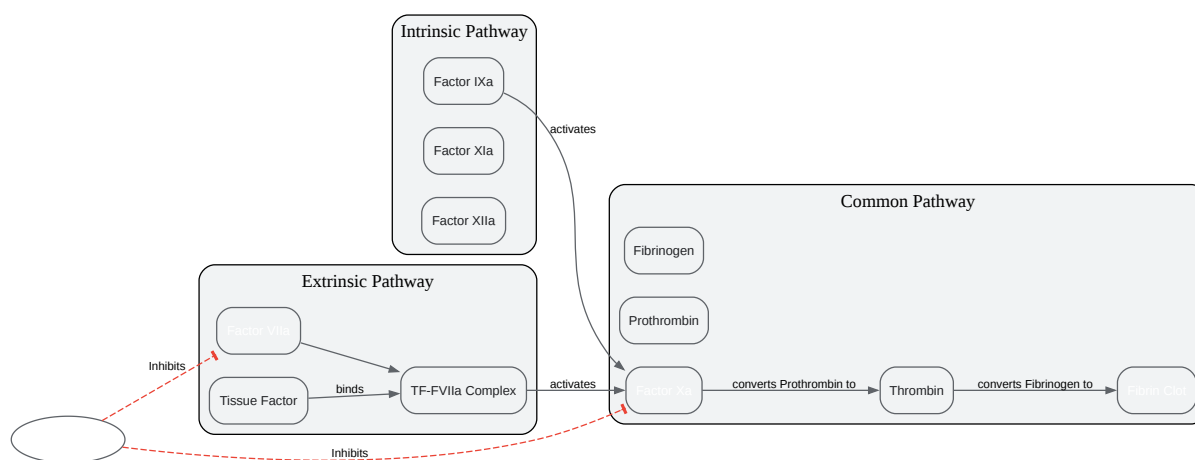 Intrinsic Pathway
Factor IXa
activates
Factor XIa
Factor XIIa
Common Pathway
Fibrinogen
Prothrombin
Extrinsic Pathway
Factor VIIa
Inhibits
Tissue Factor
binds
TF-FVIIa Complex
activates
Factor Xa
converts Prothrombin to
Thrombin
converts Fibrinogen to
Fibrin Clot
Inhibits